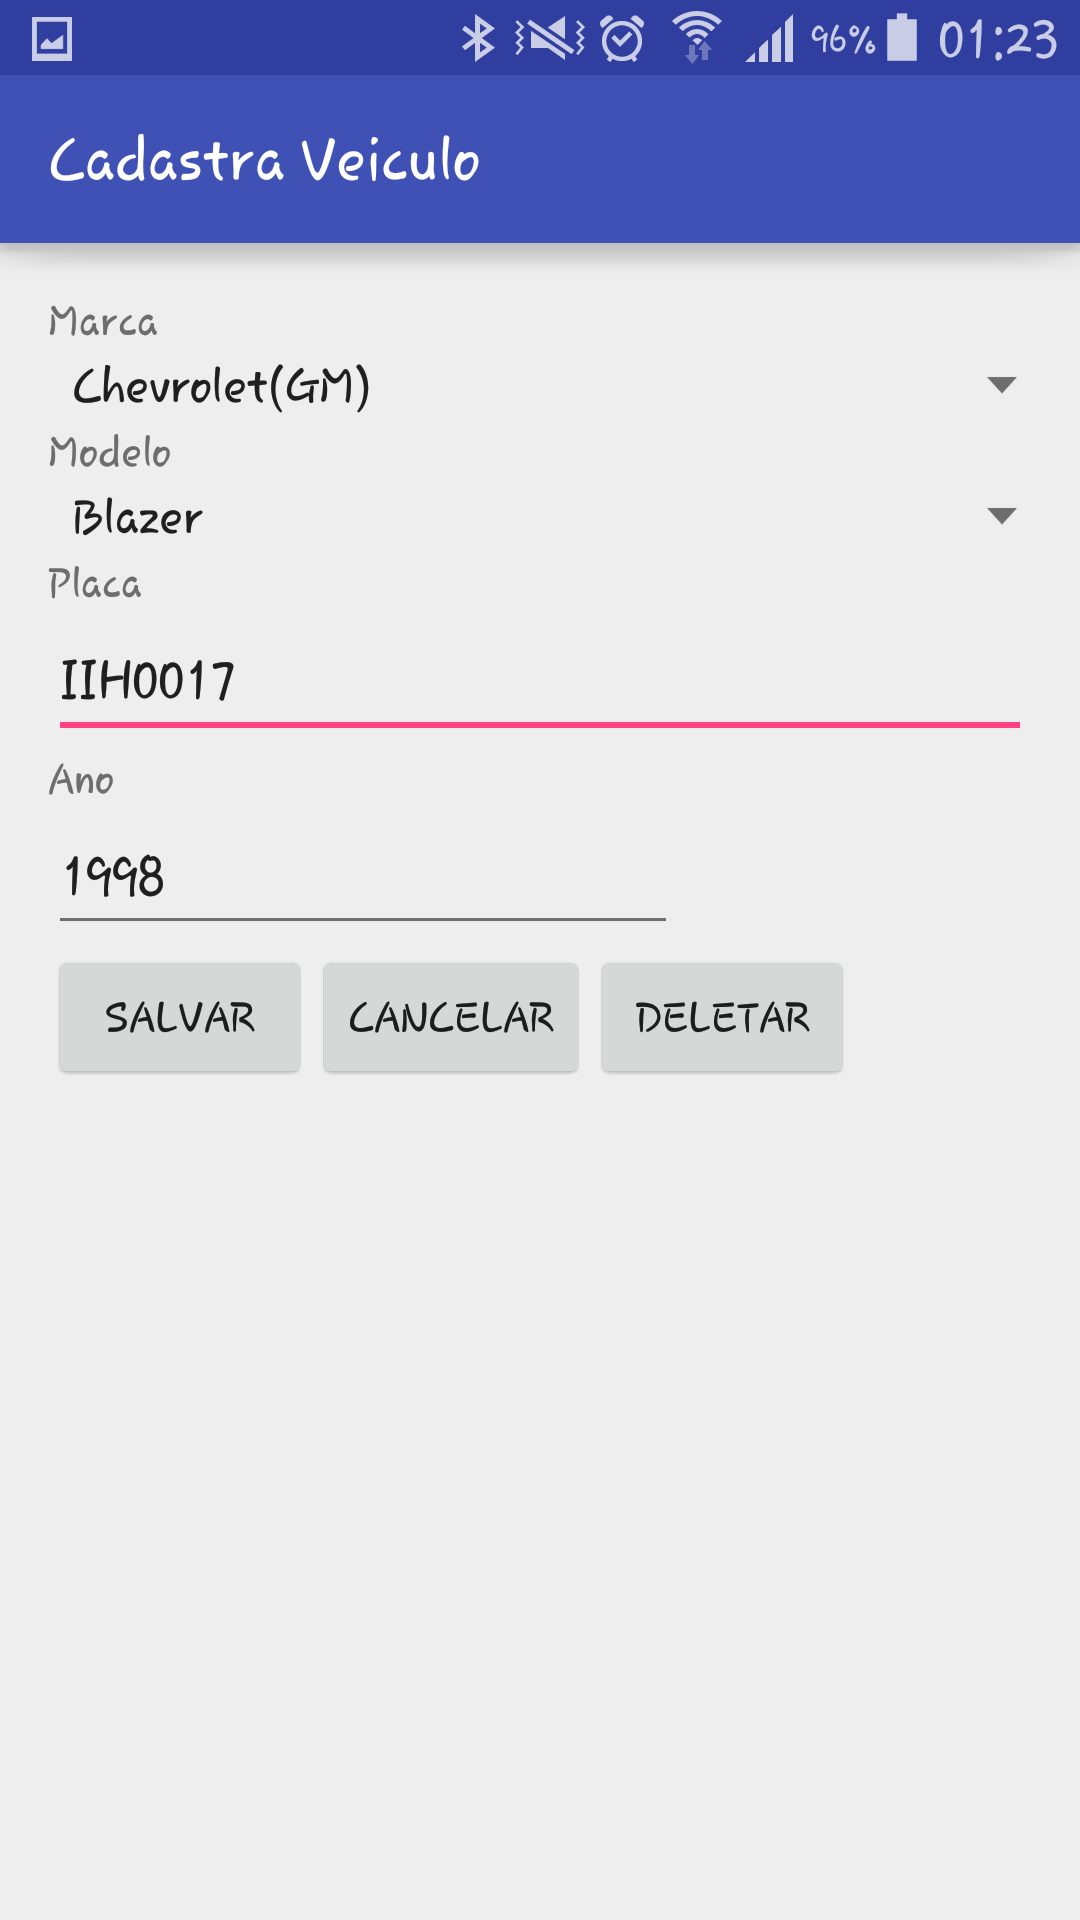 96% 01:23
Cadastra Veiculo
Marca
Chevrolet(GM)
Modelo
Blazer
Placa
IIH0017
Ano
1998
SALVAR CANCELAR DELETAR